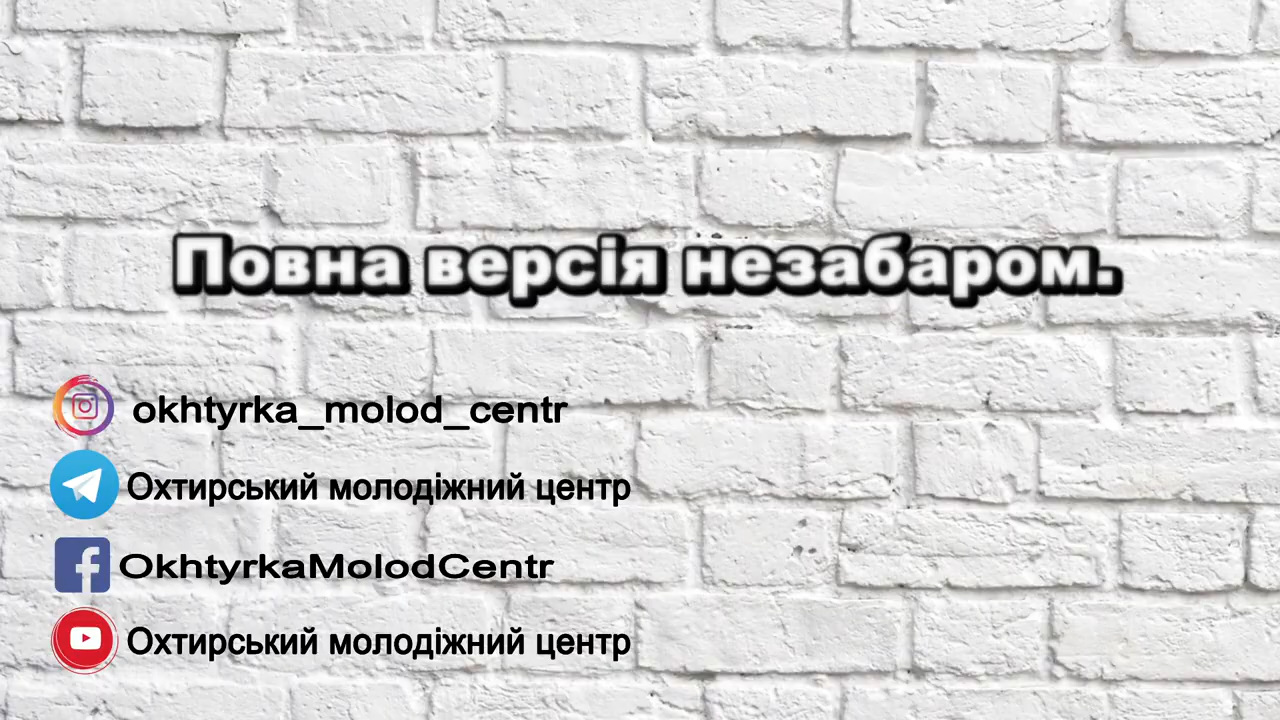 Повна версія незабаром.
okhtyrka_molod_centr
Охтирський молодіжний центр
OkhtyrkaMolodCentr
Охтирський молодіжний центр